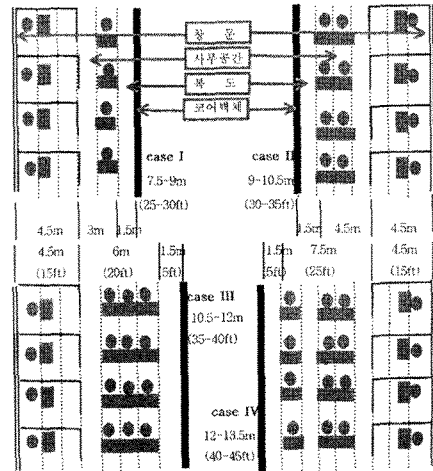 창 문
사무공간
복 도
코어벽체
case I
7.5-9m
(25-30ft)
case II
9-10.5m
(30-35ft)
4.5m 3m 1.5m
1.5m 4.5m 4.5m
4.5m 6m 1.5m
(15ft) (20ft) (5ft)
1.5m 7.5m 4.5m
(5ft) (25ft) (15ft)
case III
10.5-12m
(35-40ft)
case IV
12-13.5m
(40-45ft)